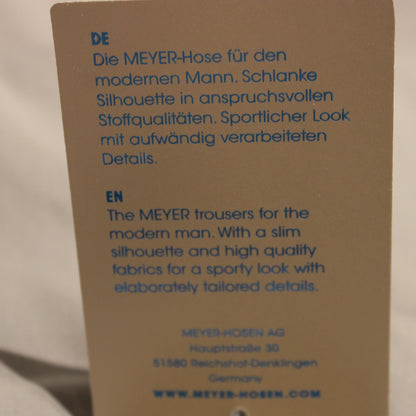 DE
Die MEYER-Hose für den
modernen Mann. Schlanke
Silhouette in anspruchsvollen
Stoffqualitäten. Sportlicher Look
mit aufwändig verarbeiteten
Details.
EN
The MEYER trousers for the
modern man. With a slim
silhouette and high quality
fabrics for a sporty look with
elaborately tailored details.
MEYER-HOSEN AG
Hauptstraße 30
51580 Reichshof-Denklingen
Germany
WWW.MEYER-HOSEN.COM